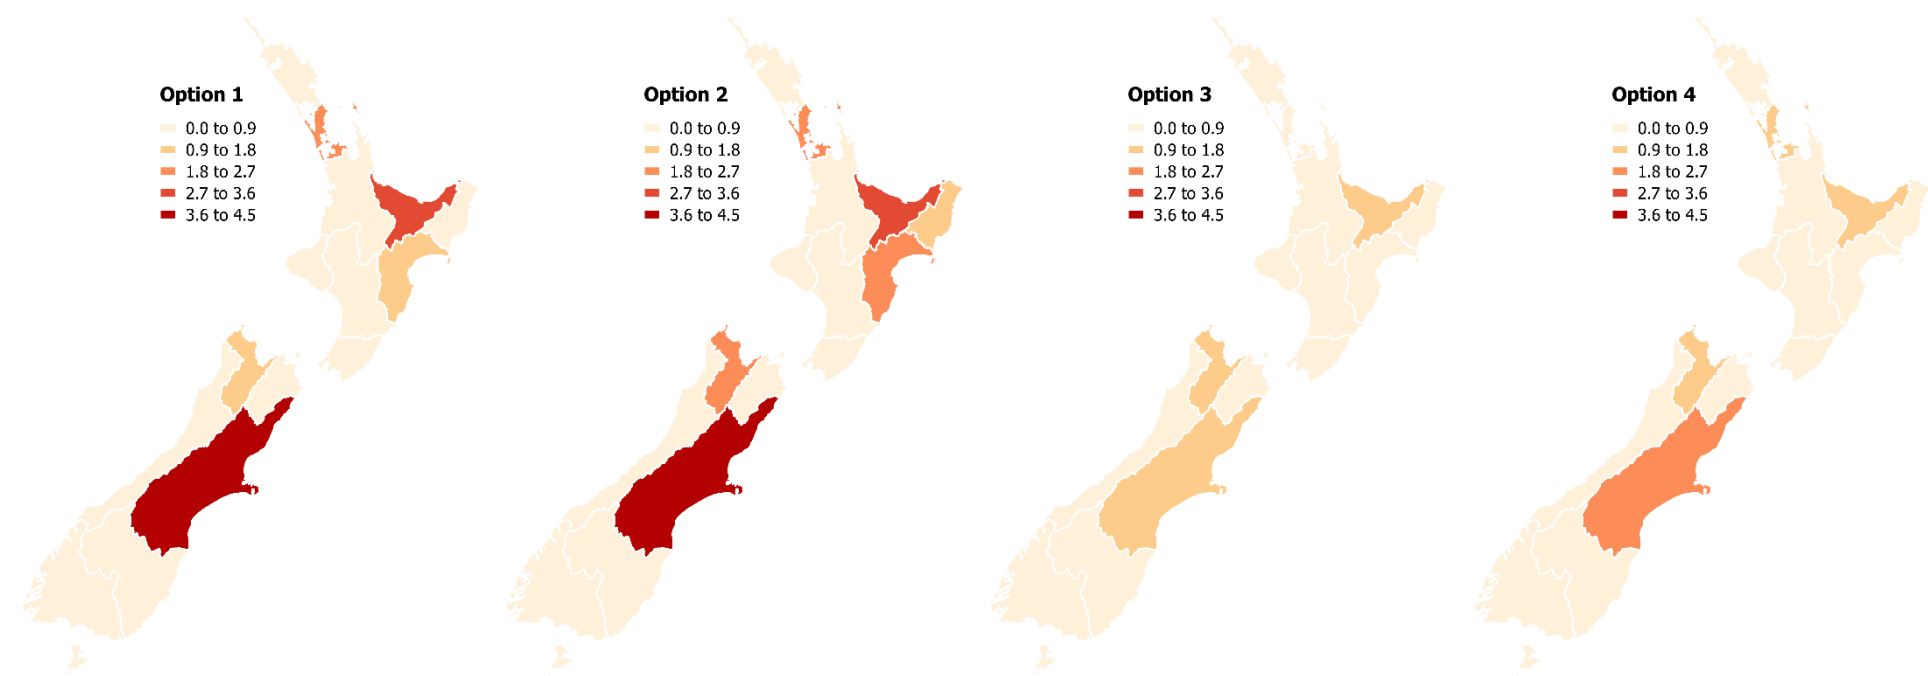 Option 1
0.0 to 0.9
0.9 to 1.8
1.8 to 2.7
2.7 to 3.6
3.6 to 4.5
Option 2
0.0 to 0.9
0.9 to 1.8
1.8 to 2.7
2.7 to 3.6
3.6 to 4.5
Option 3
0.0 to 0.9
0.9 to 1.8
1.8 to 2.7
2.7 to 3.6
3.6 to 4.5
Option 4
0.0 to 0.9
0.9 to 1.8
1.8 to 2.7
2.7 to 3.6
3.6 to 4.5